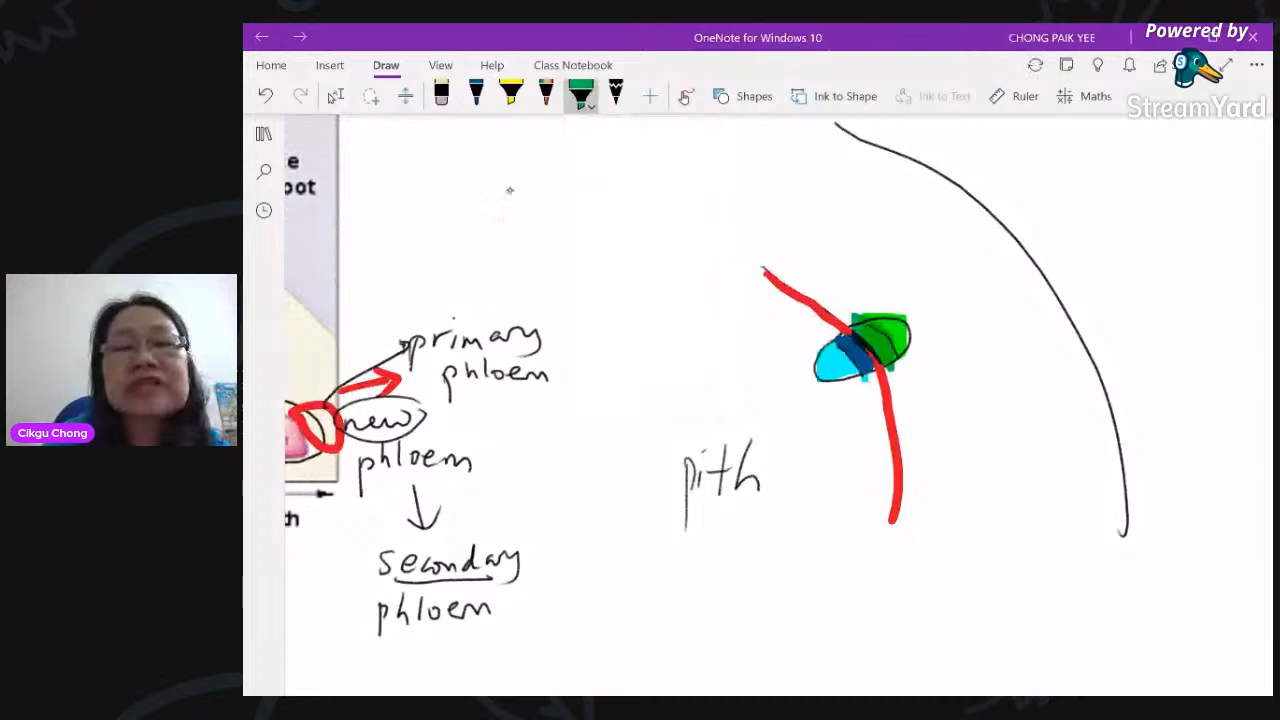 Powered by
StreamYard
OneNote for Windows 10
CHONG PAIK YEE
Home
Insert
Draw
View
Help
Class Notebook
Shapes
Ink to Shape
Ink to Text
Ruler
Maths
e
oot
primary
phloem
new
phloem
th
secondary
phloem
pith
Cikgu Chong